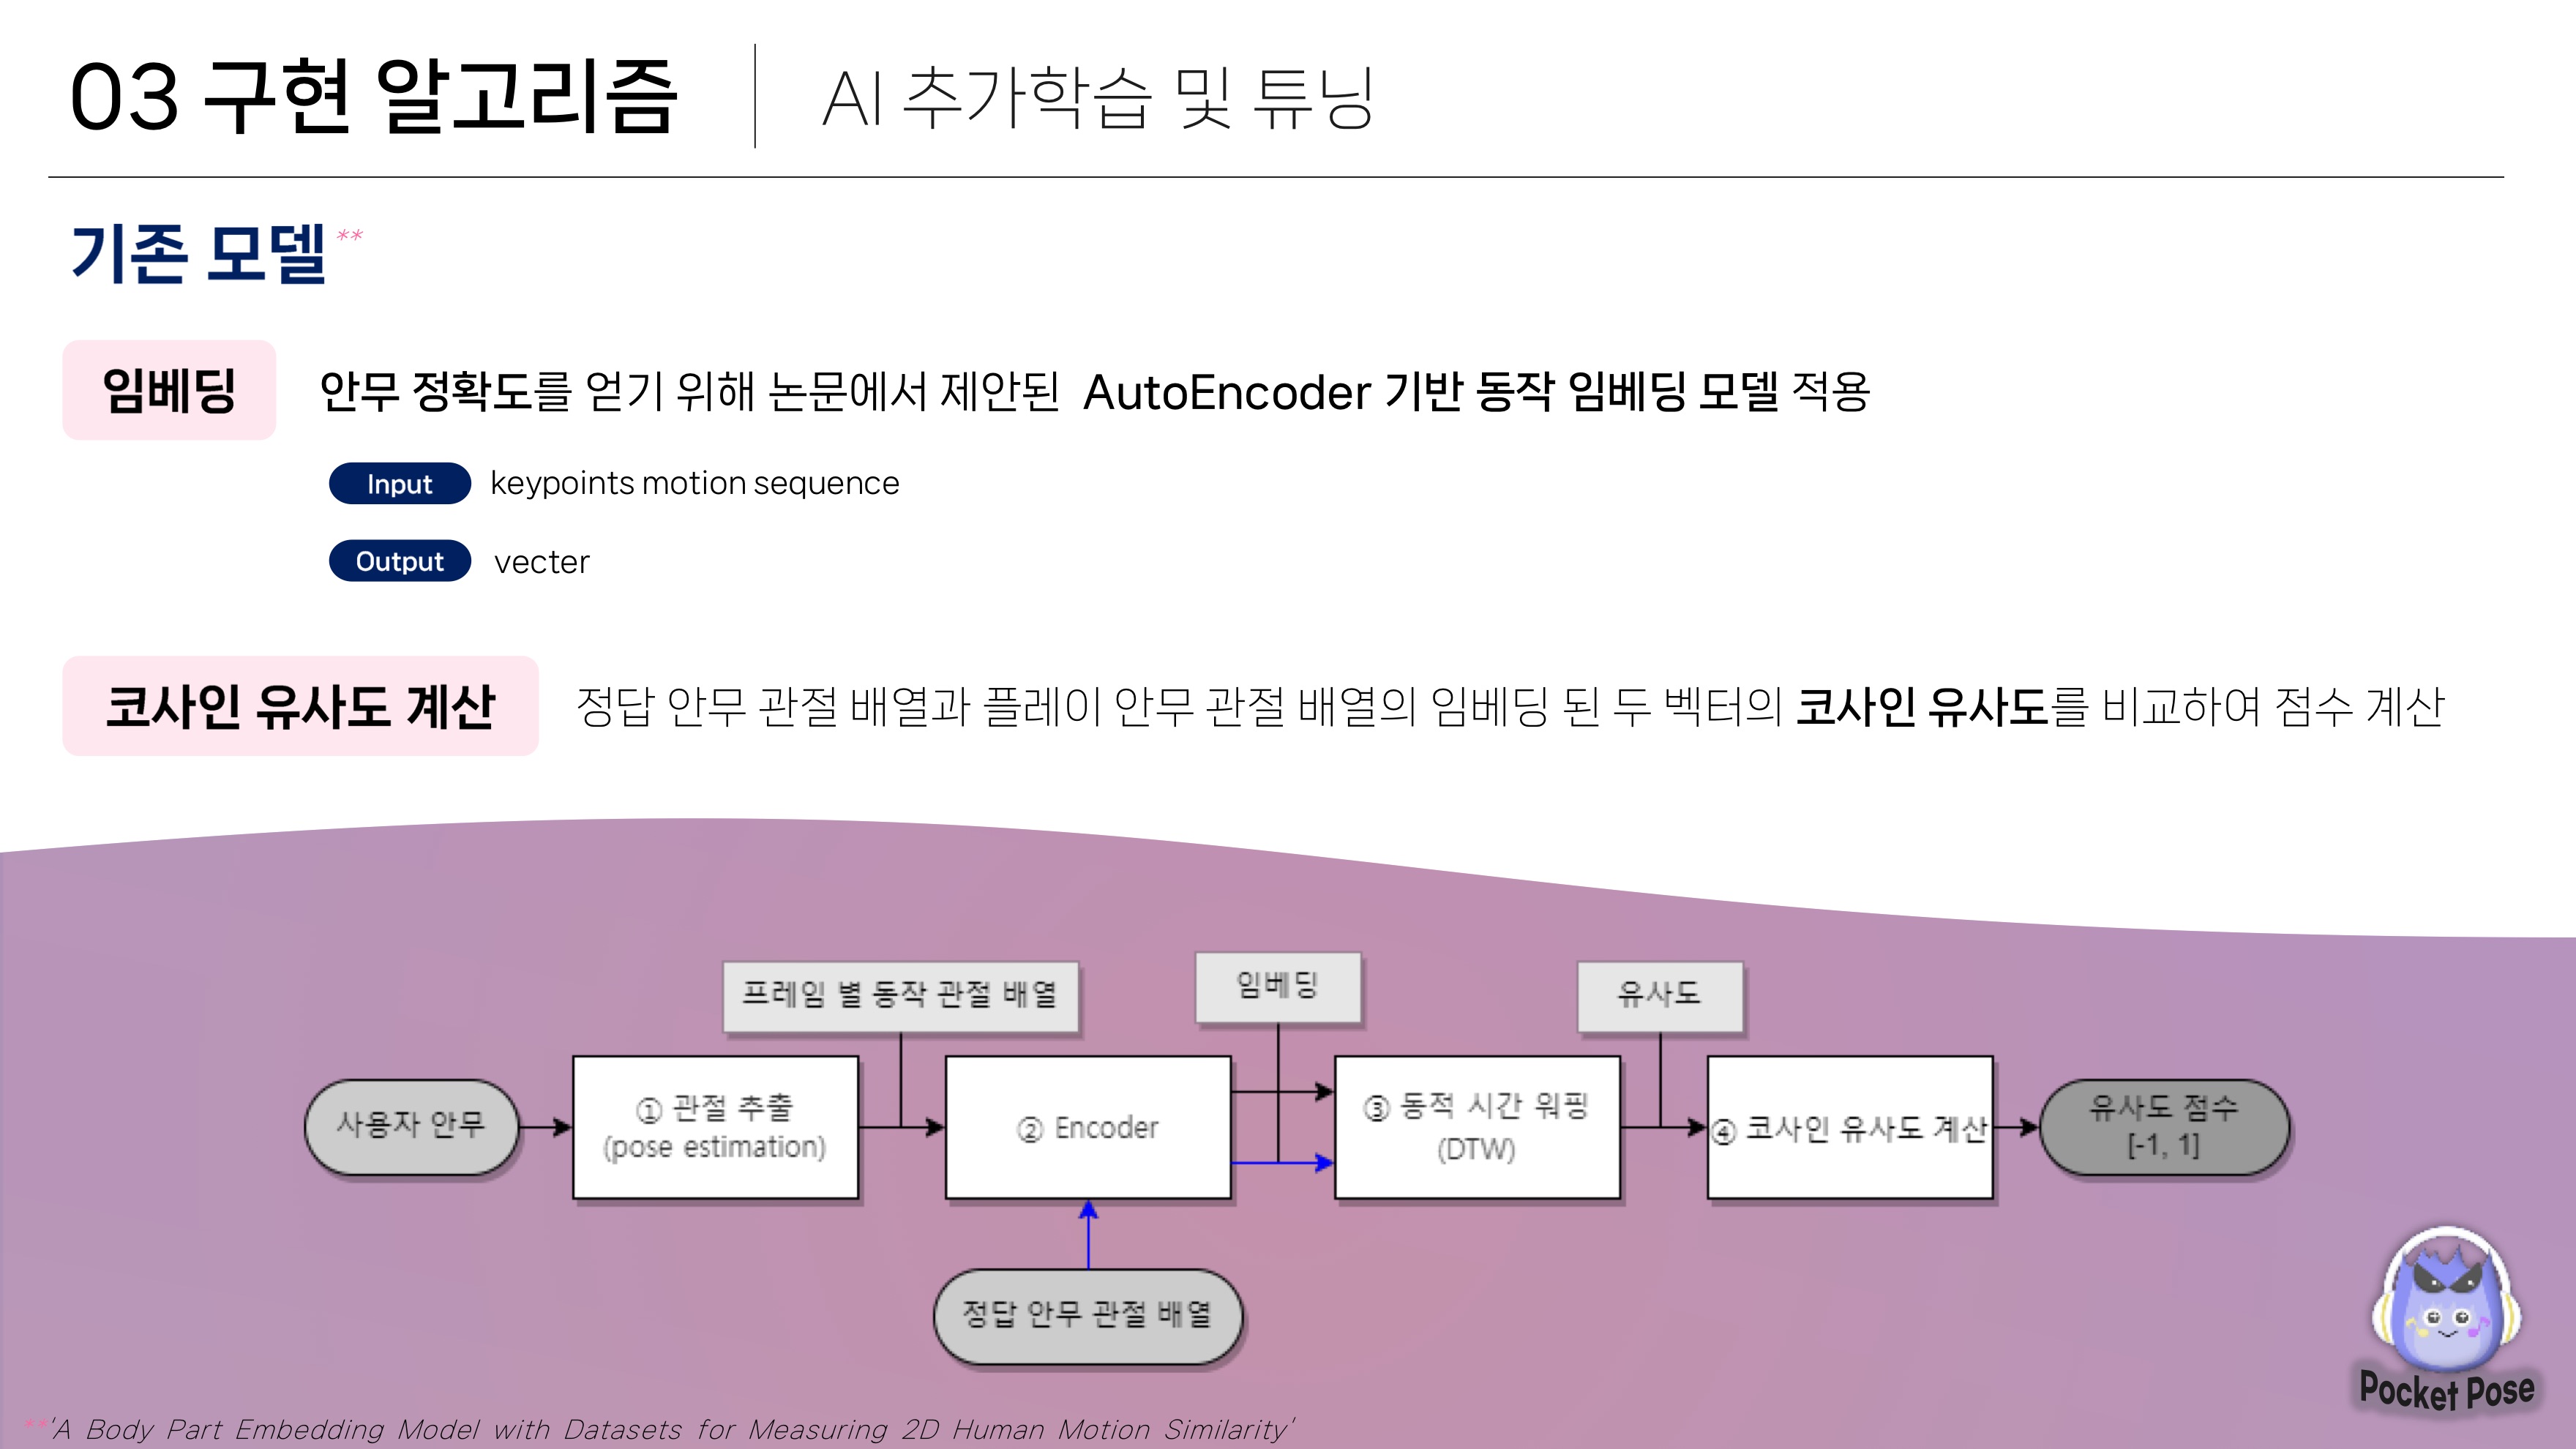 03 구현 알고리즘
AI 추가학습 및 튜닝
기존 모델**
임베딩
안무 정확도를 얻기 위해 논문에서 제안된 AutoEncoder 기반 동작 임베딩 모델 적용
Input keypoints motion sequence
Output vecter
코사인 유사도 계산
정답 안무 관절 배열과 플레이 안무 관절 배열의 임베딩 된 두 벡터의 코사인 유사도를 비교하여 점수 계산
프레임 별 동작 관절 배열
임베딩
유사도
사용자 안무
① 관절 추출
(pose estimation)
② Encoder
③ 동적 시간 워핑
(DTW)
④ 코사인 유사도 계산
유사도 점수
[-1, 1]
정답 안무 관절 배열
Pocket Pose
**'A Body Part Embedding Model with Datasets for Measuring 2D Human Motion Similarity'